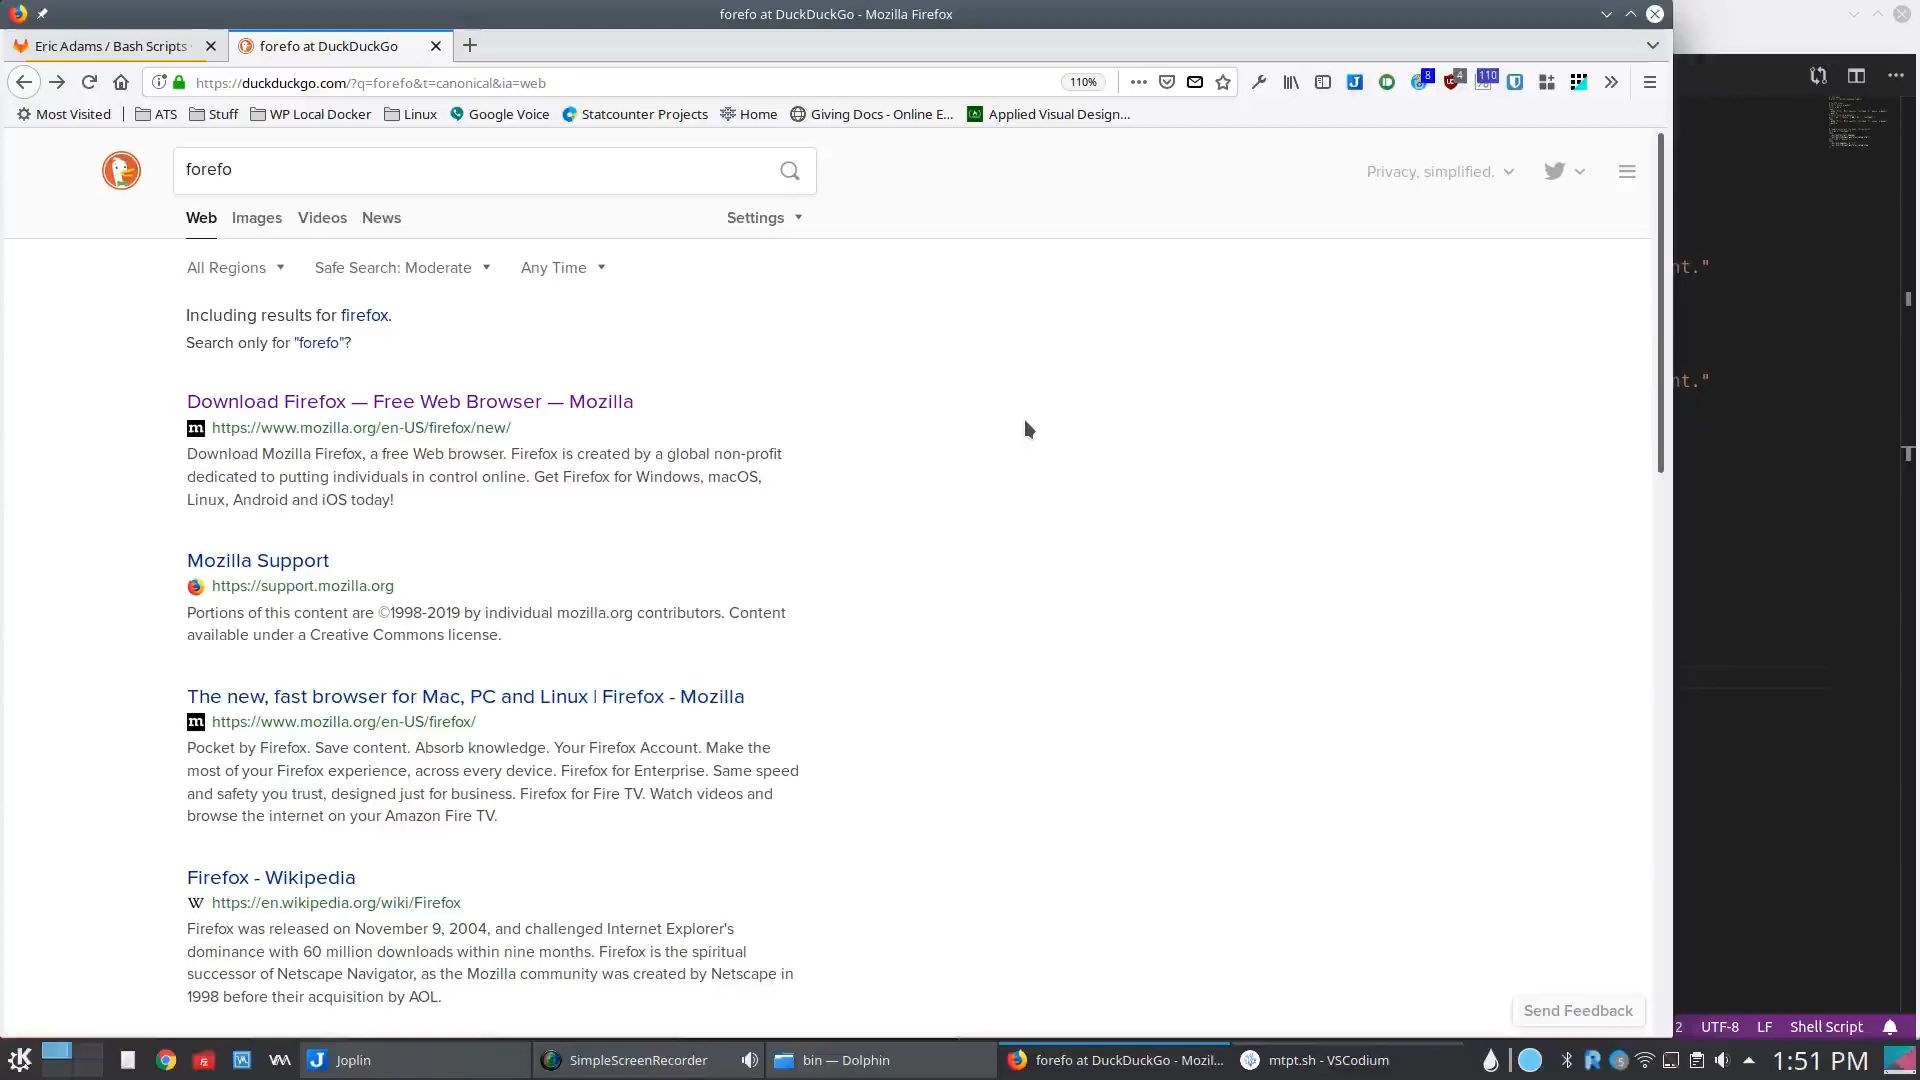 forefo at DuckDuckGo - Mozilla Firefox
Eric Adams / Bash Scripts
forefo at DuckDuckGo
https://duckduckgo.com/?q=forefo&t=canonical&ia=web
110%
8
4
110
Most Visited
ATS
Stuff
WP Local Docker
Linux
Google Voice
Statcounter Projects
Home
Giving Docs - Online E...
Applied Visual Design...
forefo
Privacy, simplified.
Web Images Videos News
Settings
All Regions
Safe Search: Moderate
Any Time
nt."
Including results for firefox.
Search only for "forefo"?
nt."
Download Firefox — Free Web Browser — Mozilla
m https://www.mozilla.org/en-US/firefox/new/
Download Mozilla Firefox, a free Web browser. Firefox is created by a global non-profit
dedicated to putting individuals in control online. Get Firefox for Windows, macOS,
Linux, Android and iOS today!
Mozilla Support
https://support.mozilla.org
Portions of this content are ©1998-2019 by individual mozilla.org contributors. Content
available under a Creative Commons license.
The new, fast browser for Mac, PC and Linux | Firefox - Mozilla
m https://www.mozilla.org/en-US/firefox/
Pocket by Firefox. Save content. Absorb knowledge. Your Firefox Account. Make the
most of your Firefox experience, across every device. Firefox for Enterprise. Same speed
and safety you trust, designed just for business. Firefox for Fire TV. Watch videos and
browse the internet on your Amazon Fire TV.
Firefox - Wikipedia
W https://en.wikipedia.org/wiki/Firefox
Firefox was released on November 9, 2004, and challenged Internet Explorer's
dominance with 60 million downloads within nine months. Firefox is the spiritual
successor of Netscape Navigator, as the Mozilla community was created by Netscape in
1998 before their acquisition by AOL.
Send Feedback
2 UTF-8 LF Shell Script
Joplin
SimpleScreenRecorder
bin — Dolphin
forefo at DuckDuckGo - Mozil...
mtpt.sh - VSCodium
1:51 PM